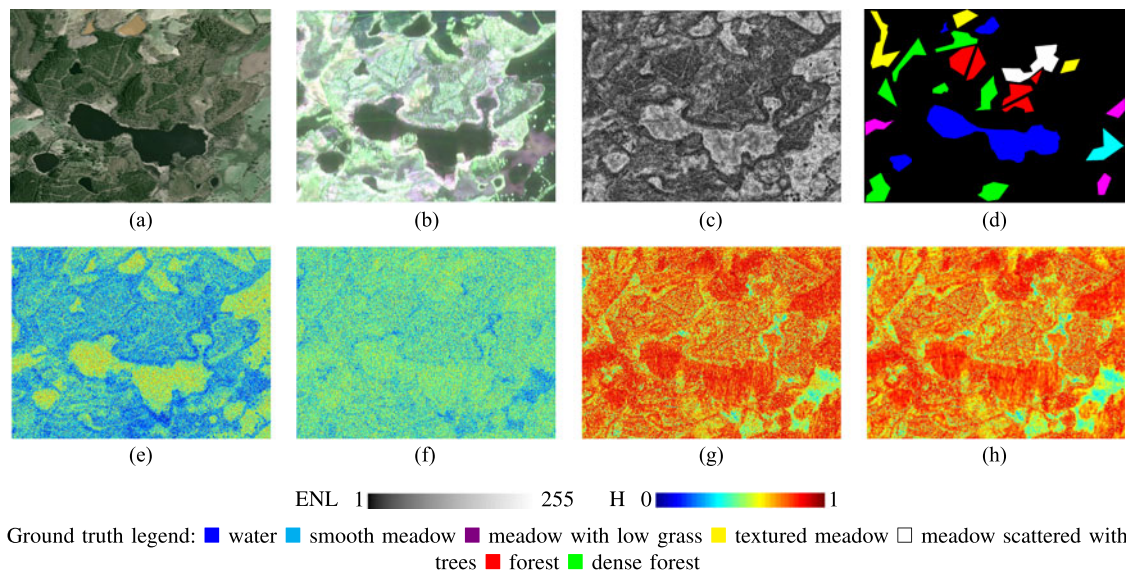 (a) (b) (c) (d)
(e) (f) (g) (h)
ENL 1 255 H 0 1
Ground truth legend: water smooth meadow meadow with low grass textured meadow meadow scattered with
trees forest dense forest